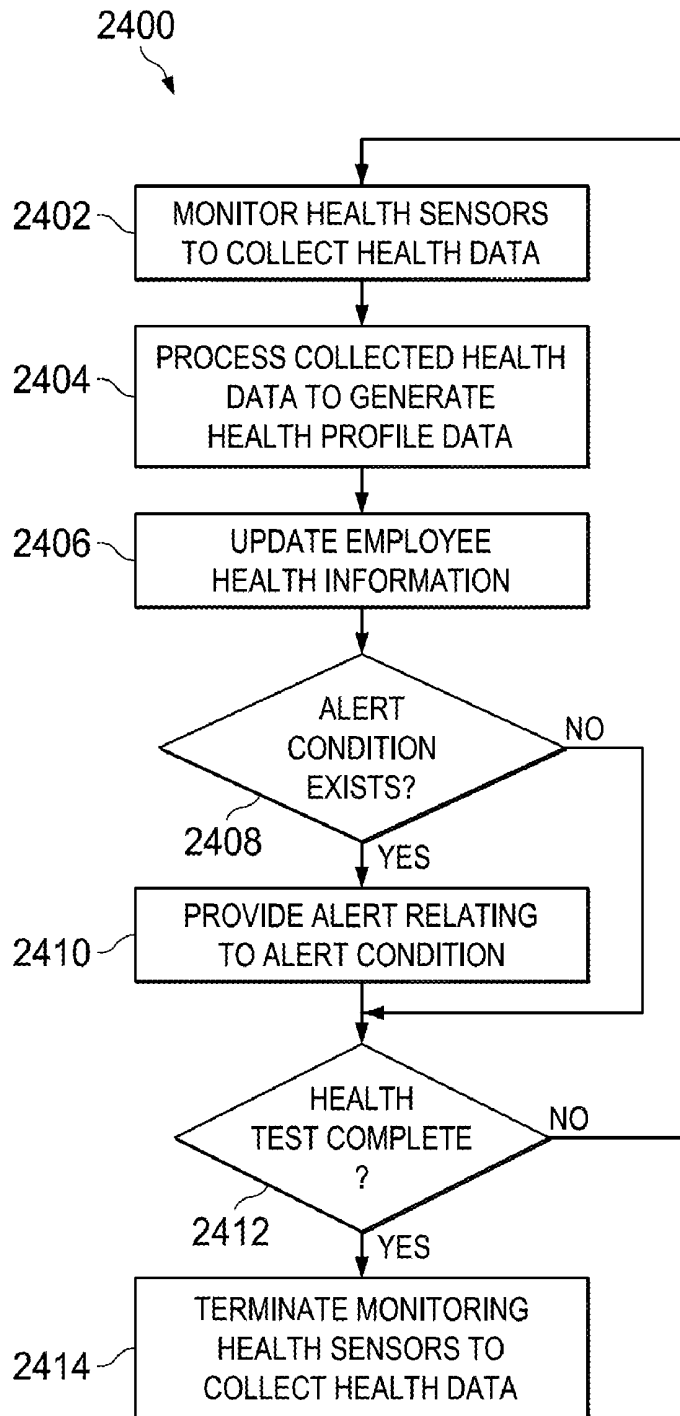 2400
2402
MONITOR HEALTH SENSORS
TO COLLECT HEALTH DATA
2404
PROCESS COLLECTED HEALTH
DATA TO GENERATE
HEALTH PROFILE DATA
2406
UPDATE EMPLOYEE
HEALTH INFORMATION
ALERT
CONDITION
EXISTS?
NO
2408
YES
2410
PROVIDE ALERT RELATING
TO ALERT CONDITION
HEALTH
TEST COMPLETE
?
NO
2412
YES
2414
TERMINATE MONITORING
HEALTH SENSORS TO
COLLECT HEALTH DATA